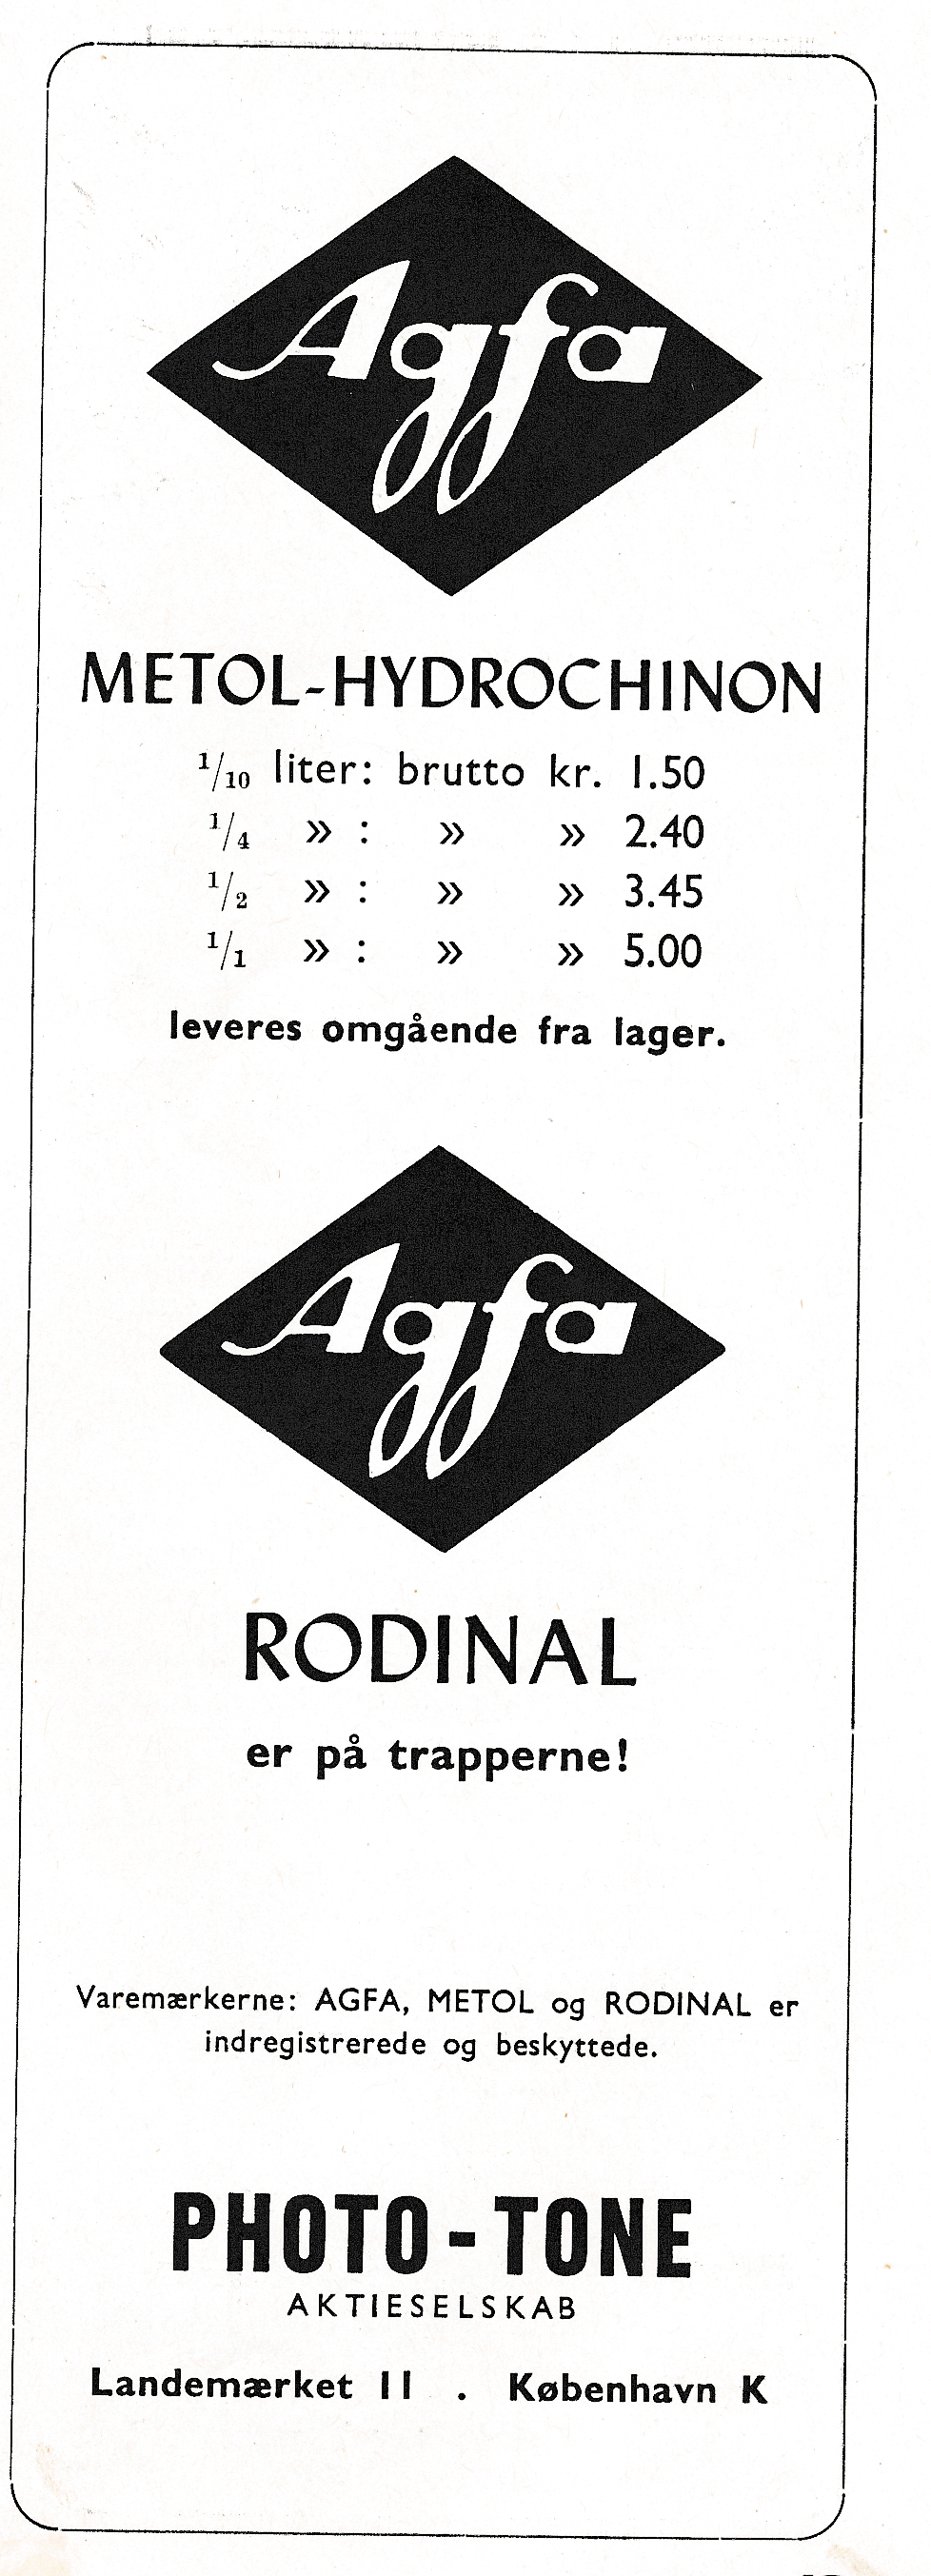 Agfa
METOL-HYDROCHINON
1/10 liter: brutto kr. 1.50
1/4 » : » » 2.40
1/2 » : » » 3.45
1/1 » : » » 5.00
leveres omgående fra lager.
Agfa
RODINAL
er på trapperne!
Varemærkerne: AGFA, METOL og RODINAL er
indregistrerede og beskyttede.
PHOTO-TONE
AKTIESELSKAB
Landemærket 11 . København K